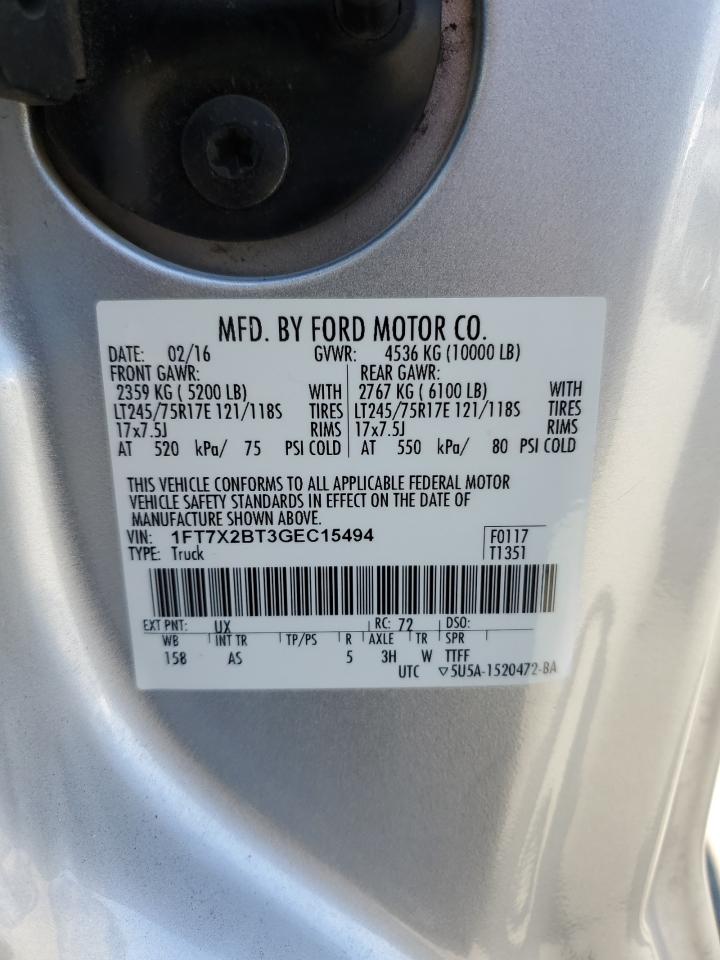 MFD. BY FORD MOTOR CO.
DATE: 02/16 GVWR: 4536 KG (10000 LB)
FRONT GAWR: REAR GAWR:
2359 KG ( 5200 LB) WITH 2767 KG ( 6100 LB) WITH
LT245/75R17E 121/118S TIRES LT245/75R17E 121/118S TIRES
17x7.5J RIMS 17x7.5J RIMS
AT 520 kPa/ 75 PSI COLD AT 550 kPa/ 80 PSI COLD
THIS VEHICLE CONFORMS TO ALL APPLICABLE FEDERAL MOTOR
VEHICLE SAFETY STANDARDS IN EFFECT ON THE DATE OF
MANUFACTURE SHOWN ABOVE.
VIN: 1FT7X2BT3GEC15494 F0117
TYPE: Truck T1351
EXT PNT: UX RC: 72 DSO:
WB INT TR TP/PS R AXLE TR SPR
158 AS 5 3H W TTFF
UTC ▽5U5A-1520472-BA